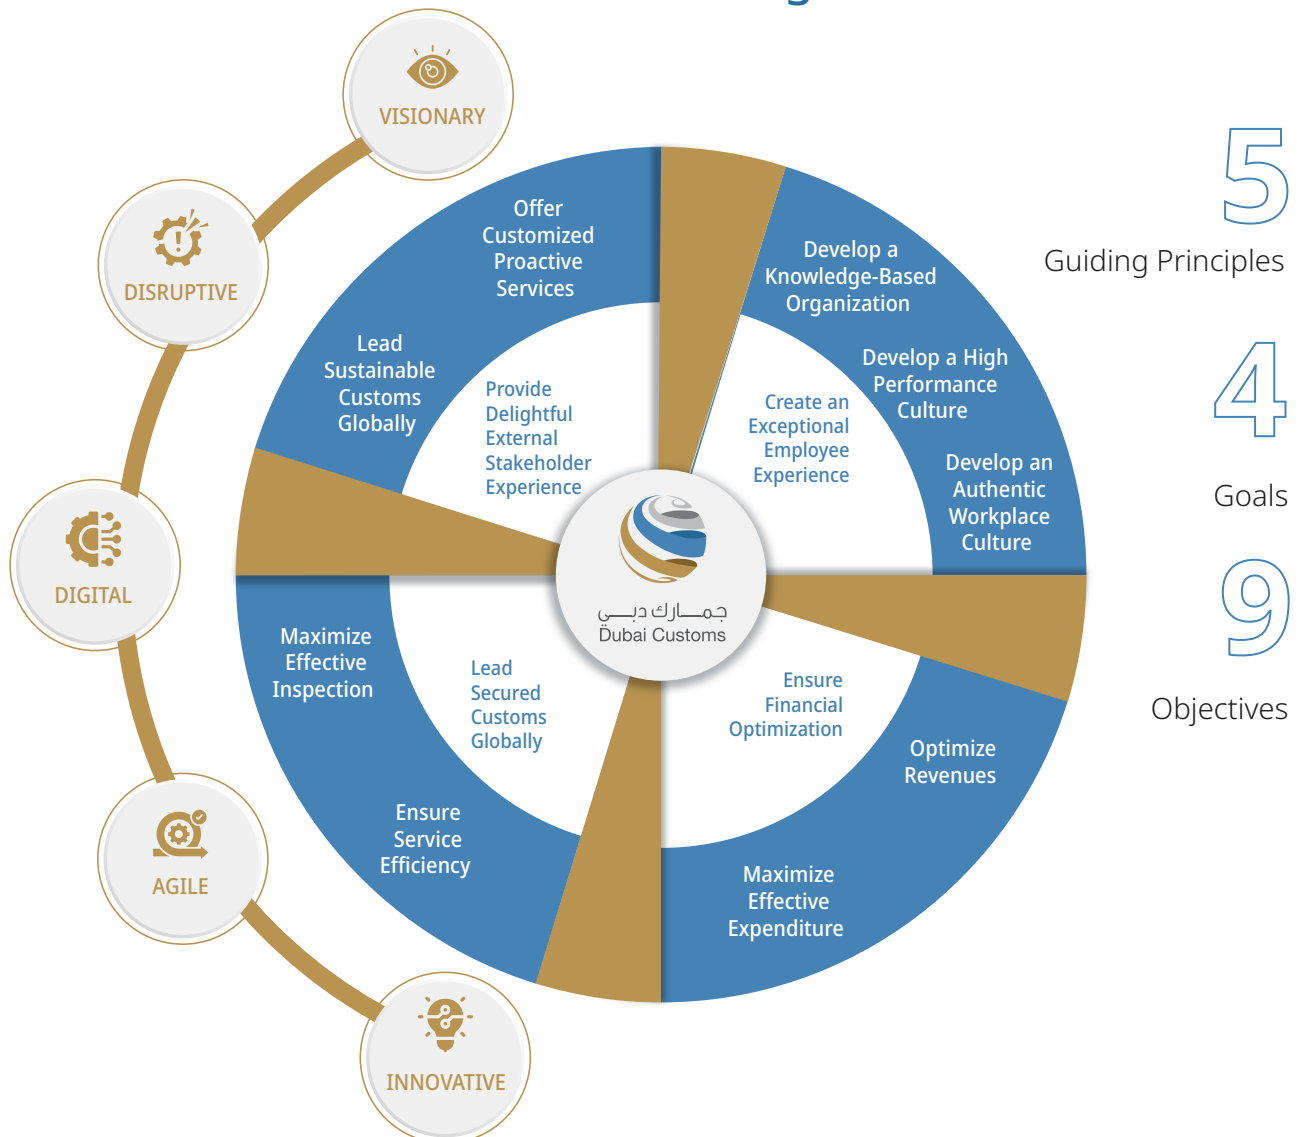 VISIONARY
DISRUPTIVE
DIGITAL
AGILE
INNOVATIVE
Offer
Customized
Proactive
Services
Lead
Sustainable
Customs
Globally
Provide
Delightful
External
Stakeholder
Experience
Develop a
Knowledge-Based
Organization
Develop a High
Performance
Culture
Develop an
Authentic
Workplace
Culture
Create an
Exceptional
Employee
Experience
جمارك دبي
Dubai Customs
Maximize
Effective
Inspection
Ensure
Service
Efficiency
Lead
Secured
Customs
Globally
Ensure
Financial
Optimization
Optimize
Revenues
Maximize
Effective
Expenditure
5
Guiding Principles
4
Goals
9
Objectives